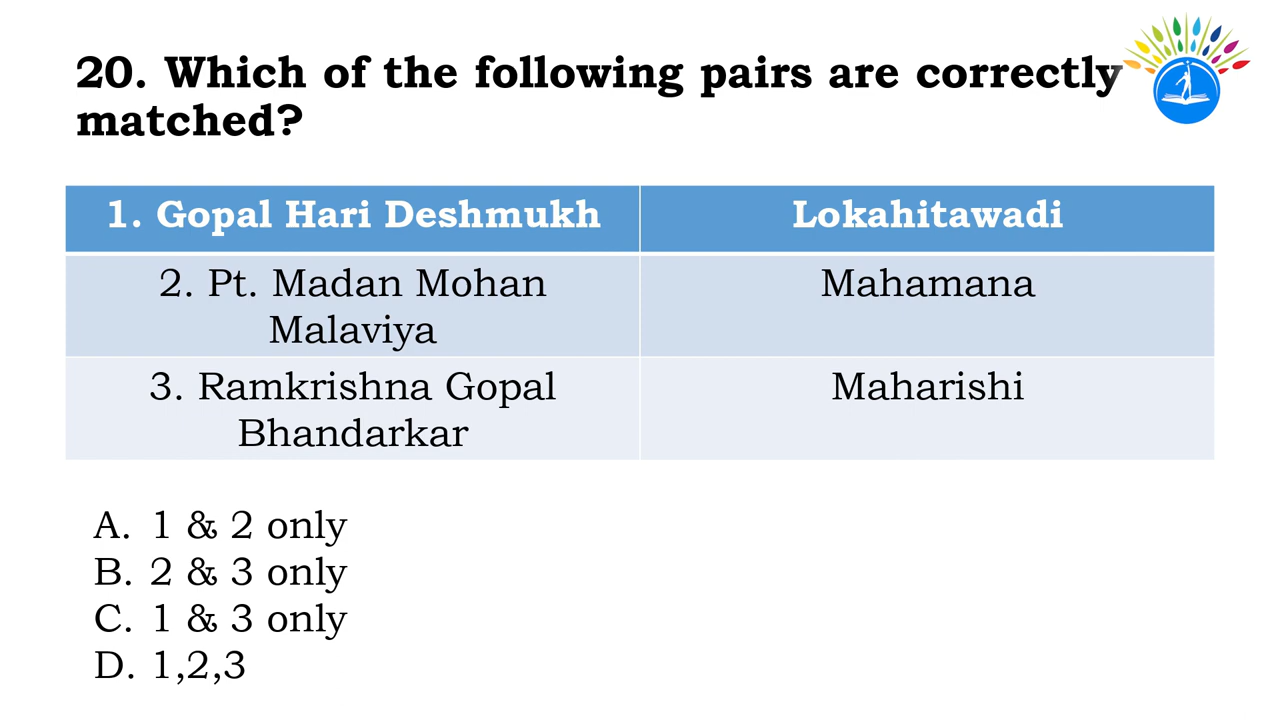 20. Which of the following pairs are correctly
matched?
1. Gopal Hari Deshmukh
Lokahitawadi
2. Pt. Madan Mohan
Malaviya
Mahamana
3. Ramkrishna Gopal
Bhandarkar
Maharishi
A. 1 & 2 only
B. 2 & 3 only
C. 1 & 3 only
D. 1,2,3